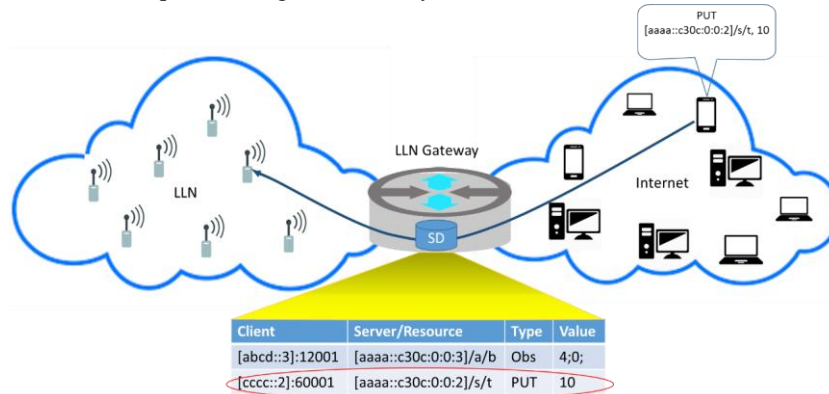 PUT
[aaaa::c30c:0:0:2]/s/t, 10
LLN Gateway
LLN
Internet
SD
Client Server/Resource Type Value
[abcd::3]:12001 [aaaa::c30c:0:0:3]/a/b Obs 4;0;
[cccc::2]:60001 [aaaa::c30c:0:0:2]/s/t PUT 10